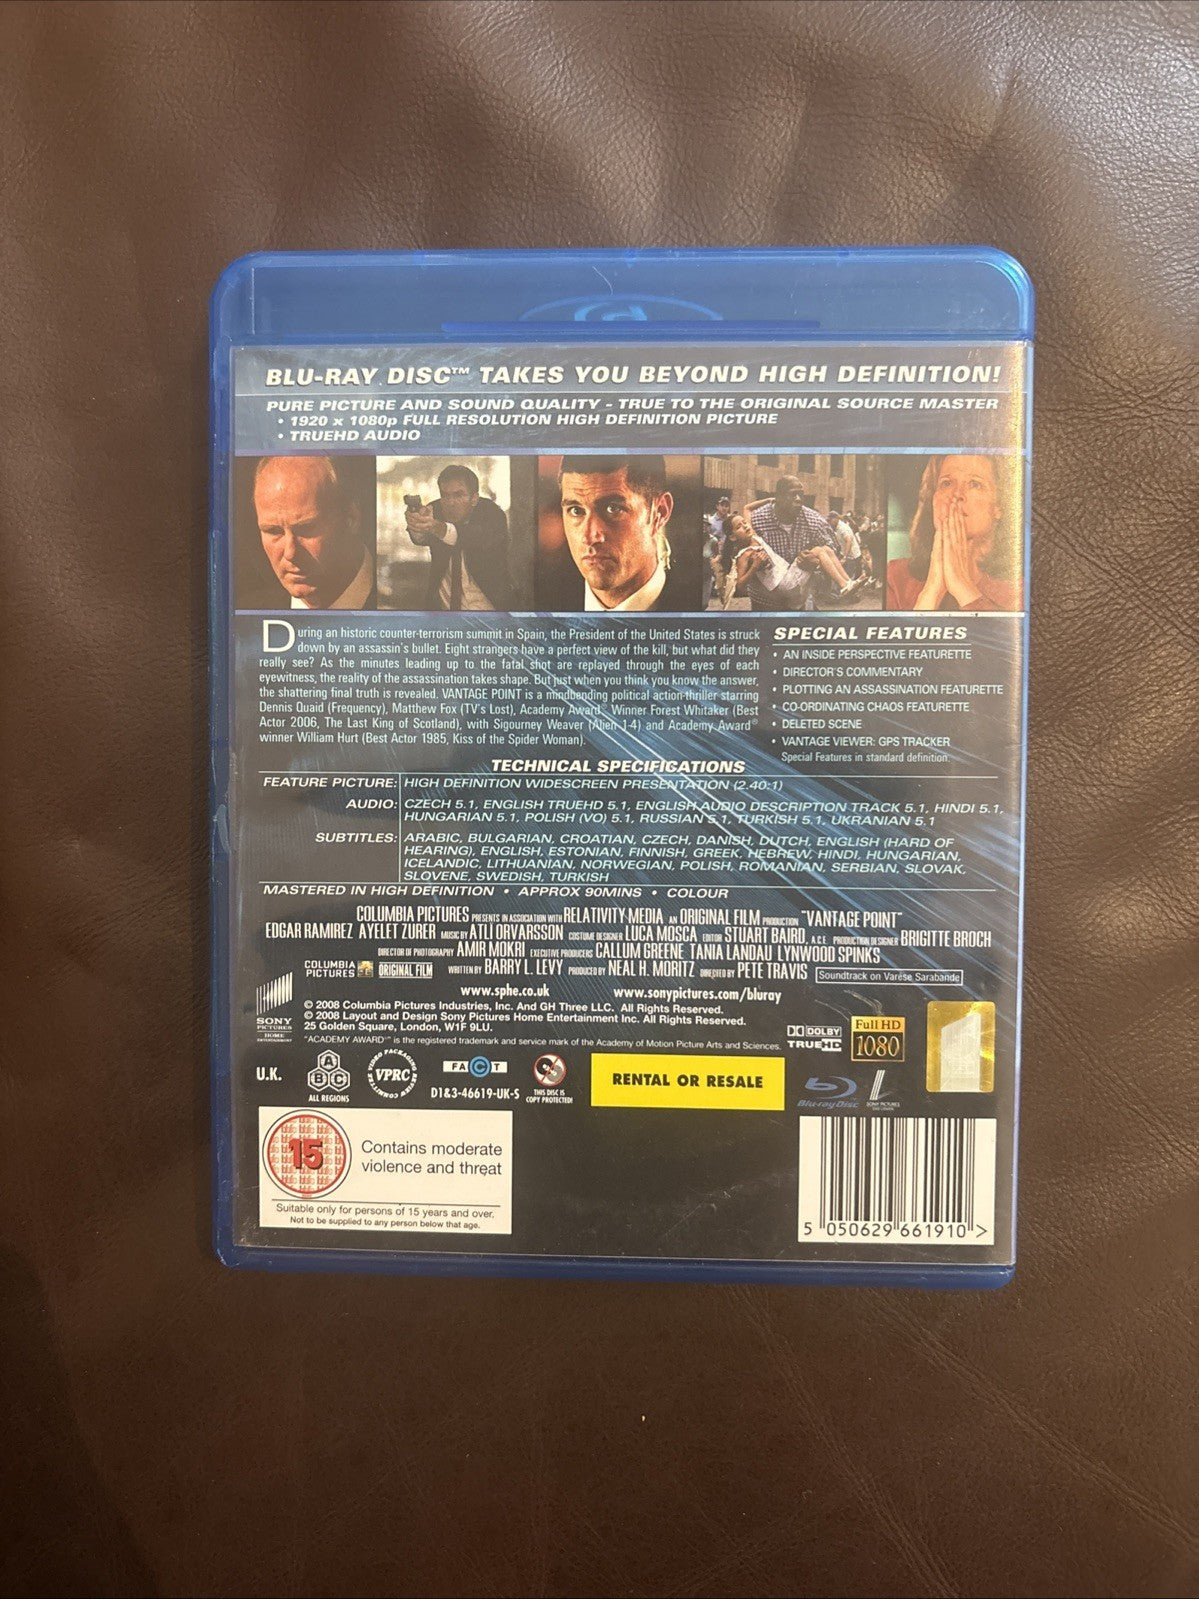 BLU-RAY DISC™ TAKES YOU BEYOND HIGH DEFINITION!
PURE PICTURE AND SOUND QUALITY - TRUE TO THE ORIGINAL SOURCE MASTER
• 1920 x 1080p FULL RESOLUTION HIGH DEFINITION PICTURE
• TRUEHD AUDIO
During an historic counter-terrorism summit in Spain, the President of the United States is struck
down by an assassin's bullet. Eight strangers have a perfect view of the kill, but what did they
really see? As the minutes leading up to the fatal shot are replayed through the eyes of each
eyewitness, the reality of the assassination takes shape. But just when you think you know the answer,
the shattering final truth is revealed. VANTAGE POINT is a mindbending political action-thriller starring
Dennis Quaid (Frequency), Matthew Fox (TV's Lost), Academy Award® Winner Forest Whitaker (Best
Actor 2006, The Last King of Scotland), with Sigourney Weaver (Alien 1-4) and Academy Award®
winner William Hurt (Best Actor 1985, Kiss of the Spider Woman).
SPECIAL FEATURES
• AN INSIDE PERSPECTIVE FEATURETTE
• DIRECTOR'S COMMENTARY
• PLOTTING AN ASSASSINATION FEATURETTE
• CO-ORDINATING CHAOS FEATURETTE
• DELETED SCENE
• VANTAGE VIEWER: GPS TRACKER
Special Features in standard definition.
TECHNICAL SPECIFICATIONS
FEATURE PICTURE: HIGH DEFINITION WIDESCREEN PRESENTATION (2.40:1)
AUDIO: CZECH 5.1, ENGLISH TRUEHD 5.1, ENGLISH AUDIO DESCRIPTION TRACK 5.1, HINDI 5.1,
HUNGARIAN 5.1, POLISH (VO) 5.1, RUSSIAN 5.1, TURKISH 5.1, UKRANIAN 5.1
SUBTITLES: ARABIC, BULGARIAN, CROATIAN, CZECH, DANISH, DUTCH, ENGLISH (HARD OF
HEARING), ENGLISH, ESTONIAN, FINNISH, GREEK, HEBREW, HINDI, HUNGARIAN,
ICELANDIC, LITHUANIAN, NORWEGIAN, POLISH, ROMANIAN, SERBIAN, SLOVAK,
SLOVENE, SWEDISH, TURKISH
MASTERED IN HIGH DEFINITION • APPROX 90MINS • COLOUR
COLUMBIA PICTURES PRESENTS IN ASSOCIATION WITH RELATIVITY MEDIA AN ORIGINAL FILM PRODUCTION "VANTAGE POINT"
EDGAR RAMIREZ AYELET ZURER MUSIC BY ATLI ORVARSSON COSTUME DESIGNER LUCA MOSCA EDITOR STUART BAIRD, A.C.E. PRODUCTION DESIGNER BRIGITTE BROCH
DIRECTOR OF PHOTOGRAPHY AMIR MOKRI EXECUTIVE PRODUCERS CALLUM GREENE TANIA LANDAU LYNWOOD SPINKS
COLUMBIA PICTURES ORIGINAL FILM WRITTEN BY BARRY L. LEVY PRODUCED BY NEAL H. MORITZ DIRECTED BY PETE TRAVIS Soundtrack on Varèse Sarabande
www.sphe.co.uk www.sonypictures.com/bluray
SONY
PICTURES
HOME
ENTERTAINMENT
© 2008 Columbia Pictures Industries, Inc. And GH Three LLC. All Rights Reserved.
© 2008 Layout and Design Sony Pictures Home Entertainment Inc. All Rights Reserved.
25 Golden Square, London, W1F 9LU.
"ACADEMY AWARD®" is the registered trademark and service mark of the Academy of Motion Picture Arts and Sciences.
DOLBY
TRUEHD
Full HD
1080
1
U.K.
A
B C
ALL REGIONS
VIDEO PACKAGING REVIEW COMMITTEE
VPRC
FACT
D1&3-46619-UK-S
THIS DISC IS
COPY PROTECTED!
RENTAL OR RESALE
Blu-ray Disc
SONY PICTURES
15
Contains moderate
violence and threat
Suitable only for persons of 15 years and over.
Not to be supplied to any person below that age.
5 050629 661910 >